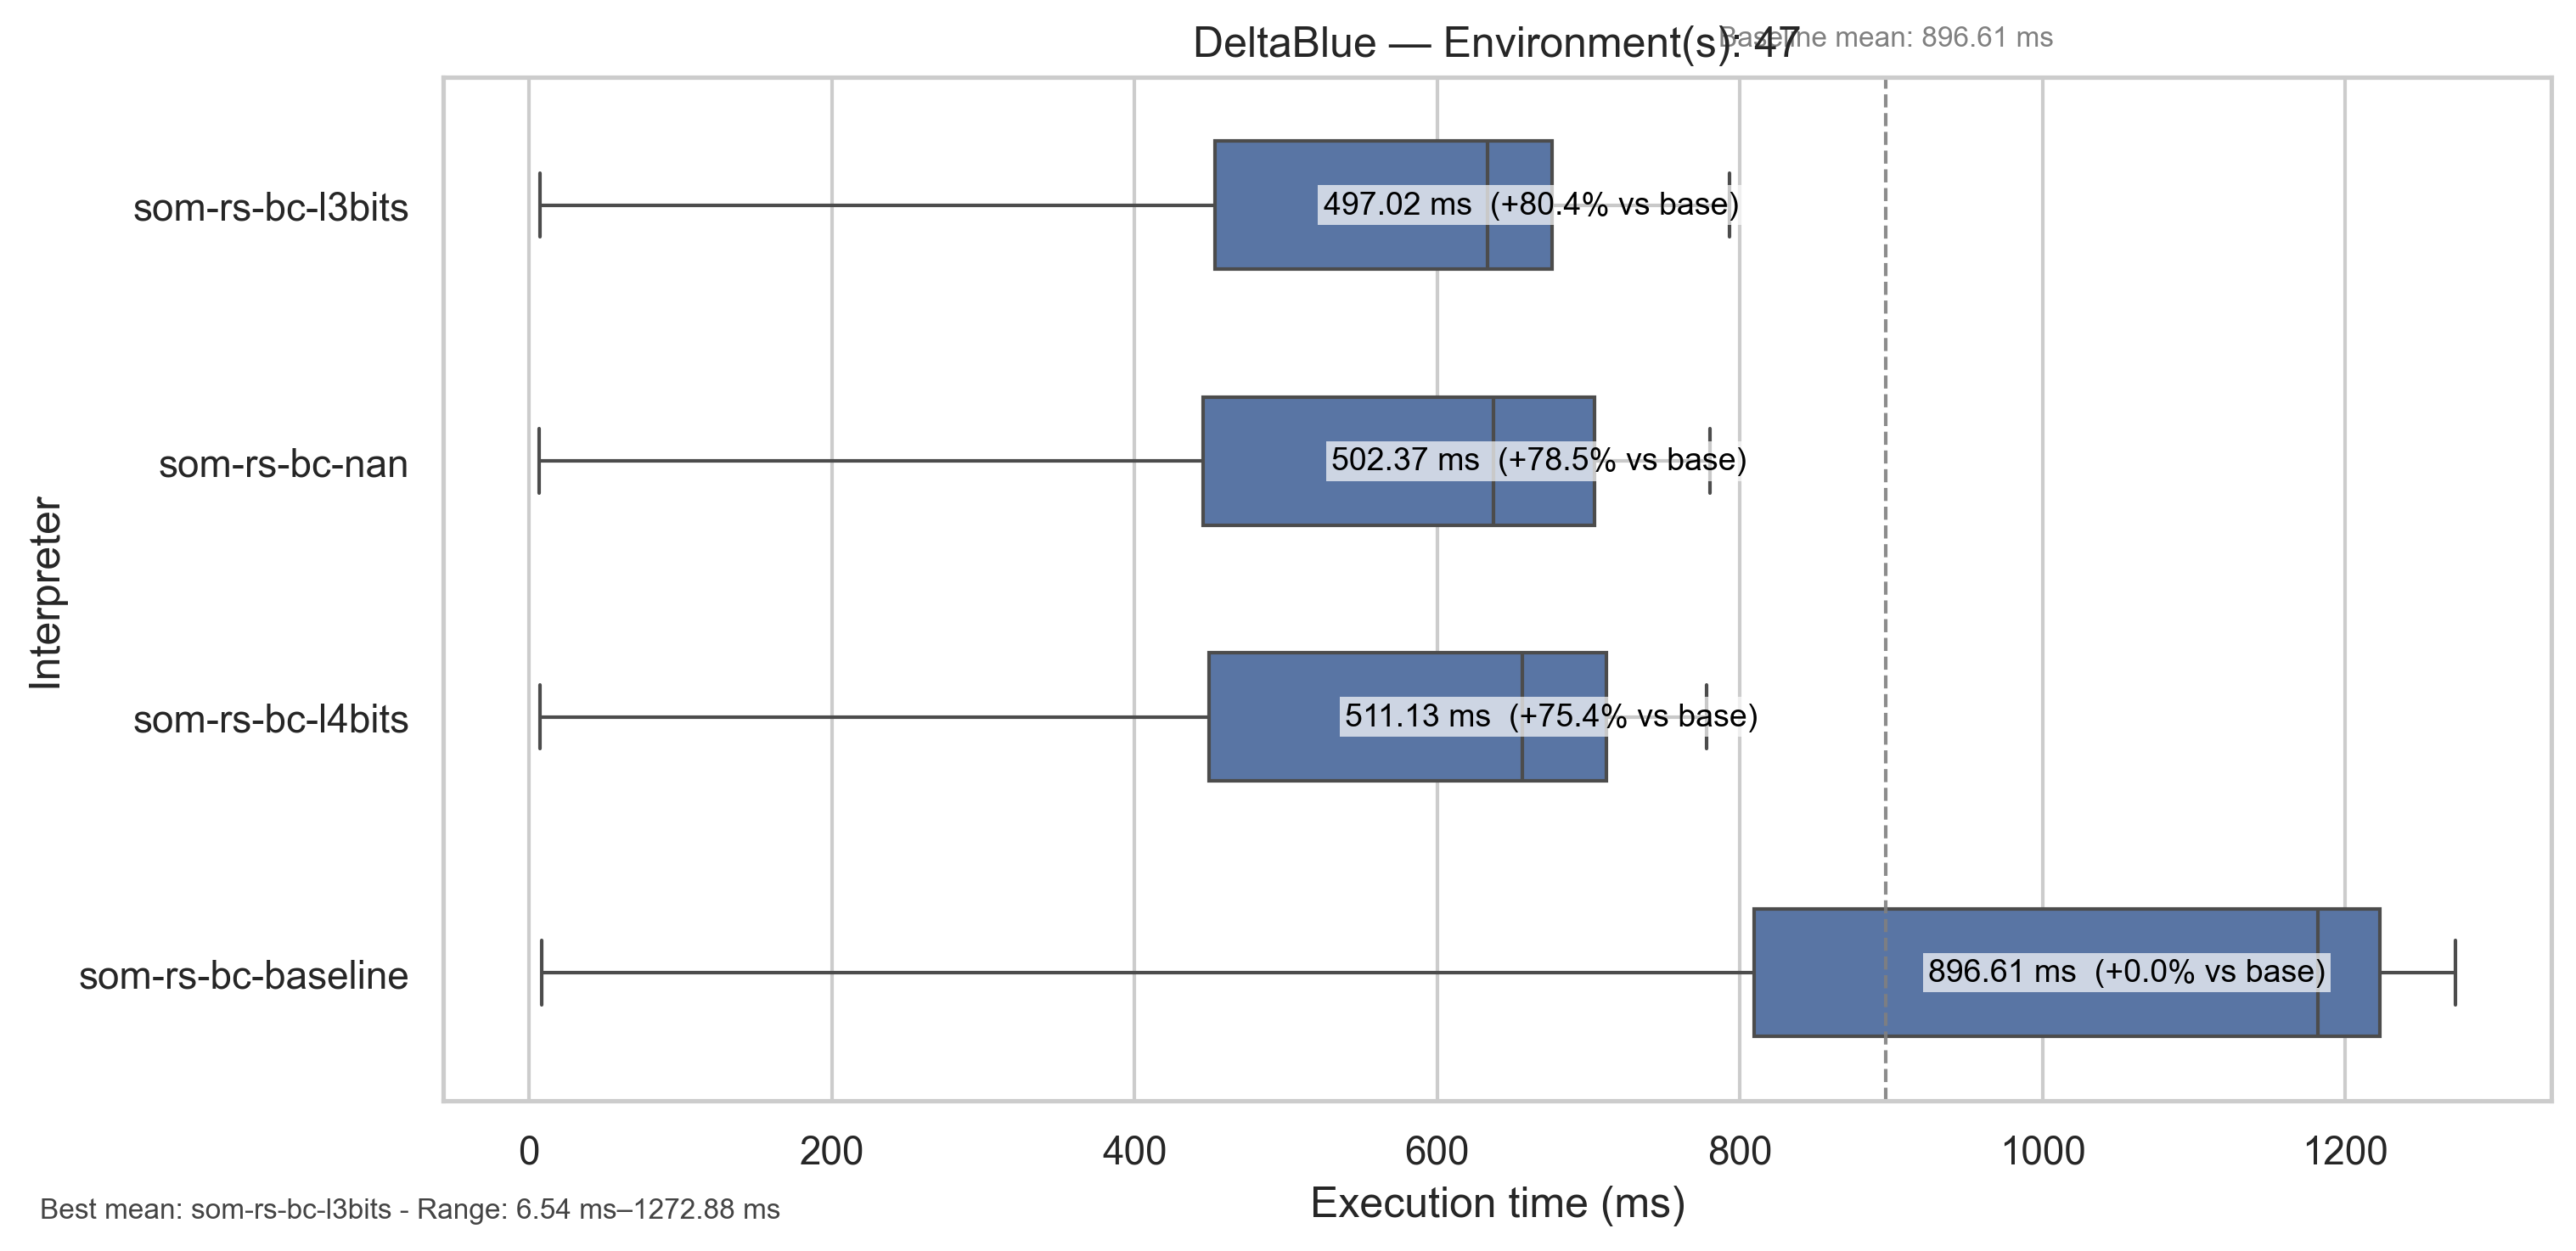 DeltaBlue — Environment(s): 47
Baseline mean: 896.61 ms
Interpreter
som-rs-bc-l3bits
497.02 ms (+80.4% vs base)
som-rs-bc-nan
502.37 ms (+78.5% vs base)
som-rs-bc-l4bits
511.13 ms (+75.4% vs base)
som-rs-bc-baseline
896.61 ms (+0.0% vs base)
0 200 400 600 800 1000 1200
Execution time (ms)
Best mean: som-rs-bc-l3bits - Range: 6.54 ms–1272.88 ms